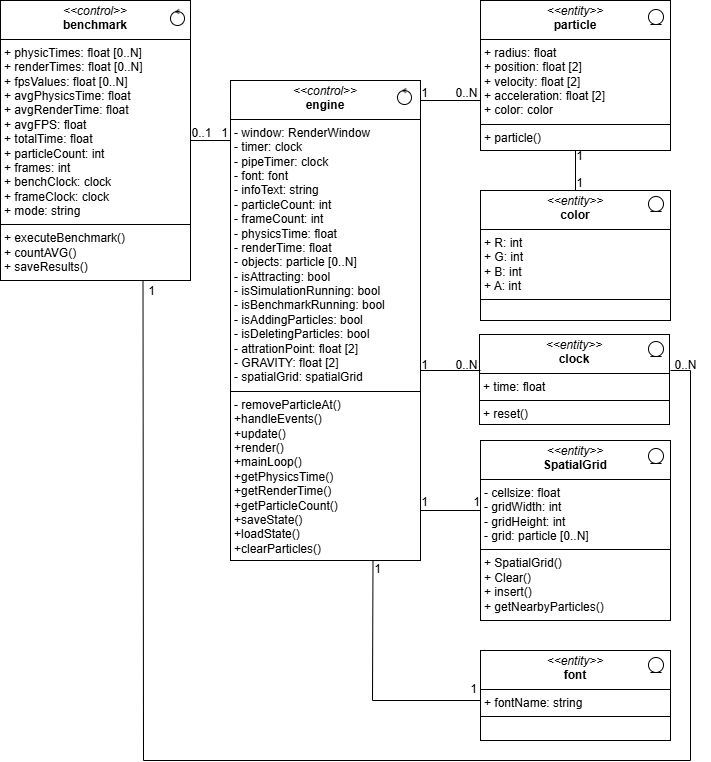 <<control>>
benchmark
+ physicTimes: float [0..N]
+ renderTimes: float [0..N]
+ fpsValues: float [0..N]
+ avgPhysicsTime: float
+ avgRenderTime: float
+ avgFPS: float
+ totalTime: float
+ particleCount: int
+ frames: int
+ benchClock: clock
+ frameClock: clock
+ mode: string
+ executeBenchmark()
+ countAVG()
+ saveResults()
0..1
1
1
<<control>>
engine
- window: RenderWindow
- timer: clock
- pipeTimer: clock
- font: font
- infoText: string
- particleCount: int
- frameCount: int
- physicsTime: float
- renderTime: float
- objects: particle [0..N]
- isAttracting: bool
- isSimulationRunning: bool
- isBenchmarkRunning: bool
- isAddingParticles: bool
- isDeletingParticles: bool
- attrationPoint: float [2]
- GRAVITY: float [2]
- spatialGrid: spatialGrid
- removeParticleAt()
+handleEvents()
+update()
+render()
+mainLoop()
+getPhysicsTime()
+getRenderTime()
+getParticleCount()
+saveState()
+loadState()
+clearParticles()
1
0..N
<<entity>>
particle
+ radius: float
+ position: float [2]
+ velocity: float [2]
+ acceleration: float [2]
+ color: color
+ particle()
1
1
<<entity>>
color
+ R: int
+ G: int
+ B: int
+ A: int
1
0..N
<<entity>>
clock
+ time: float
+ reset()
0..N
1
1
<<entity>>
SpatialGrid
- cellsize: float
- gridWidth: int
- gridHeight: int
- grid: particle [0..N]
+ SpatialGrid()
+ Clear()
+ insert()
+ getNearbyParticles()
1
1
<<entity>>
font
+ fontName: string